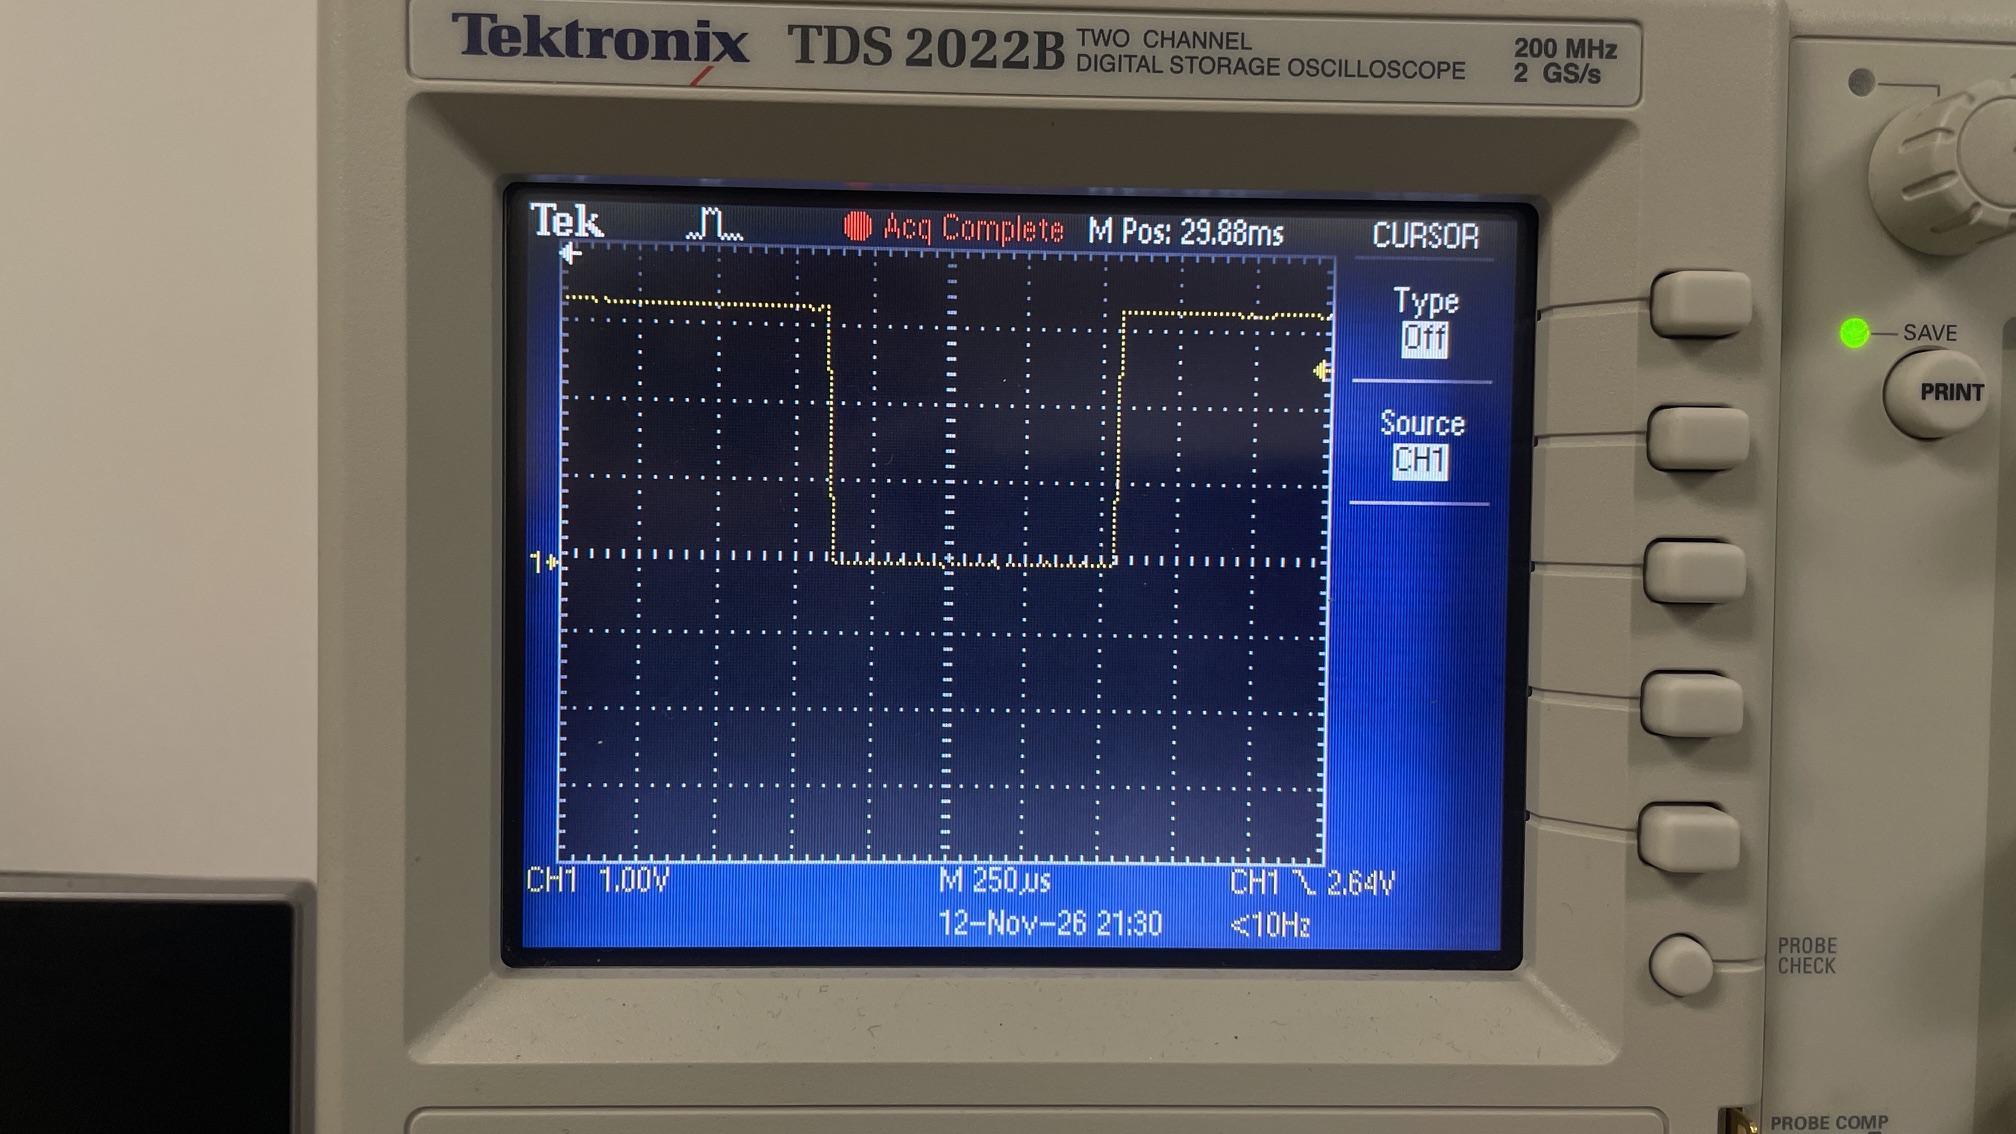 Tektronix TDS 2022B TWO CHANNEL DIGITAL STORAGE OSCILLOSCOPE 200 MHz 2 GS/s
Tek Acq Complete M Pos: 29.88ms CURSOR
Type
Off
Source
CH1
SAVE
PRINT
1
CH1 1.00V M 250µs CH1 2.64V
12-Nov-26 21:30 <10Hz
PROBE
CHECK
PROBE COMP